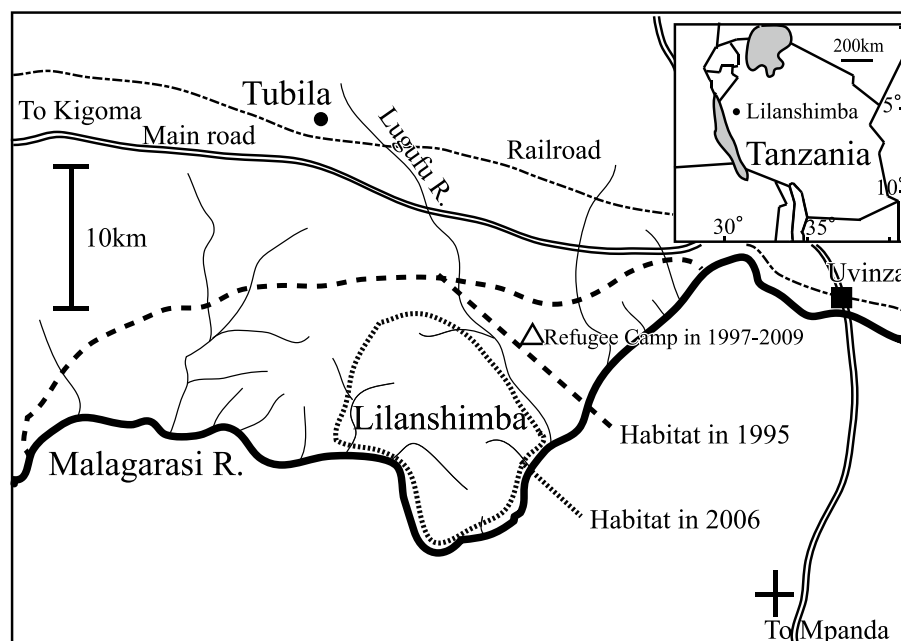 200km
5°
Lilanshimba
Tanzania
10°
30°
35°
Tubila
To Kigoma
Main road
Lugufu R.
Railroad
10km
Uvinza
Refugee Camp in 1997-2009
Lilanshimba
Habitat in 1995
Malagarasi R.
Habitat in 2006
To Mpanda